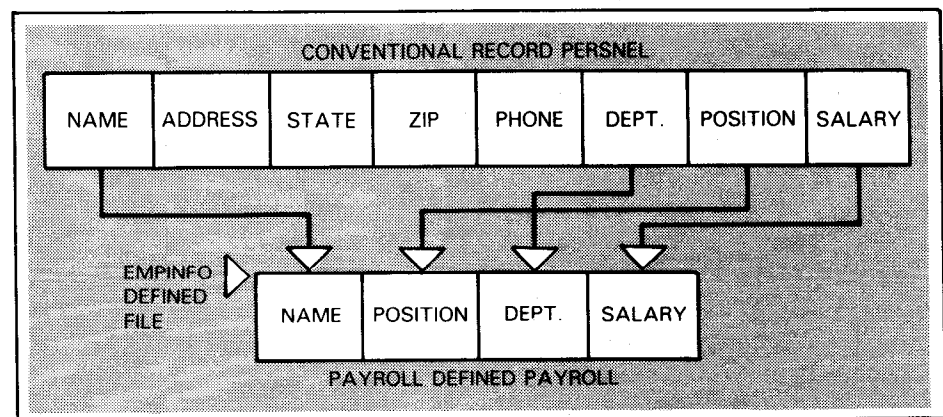 CONVENTIONAL RECORD PERSNEL
NAME ADDRESS STATE ZIP PHONE DEPT. POSITION SALARY
EMPINFO
DEFINED
FILE
NAME POSITION DEPT. SALARY
PAYROLL DEFINED PAYROLL